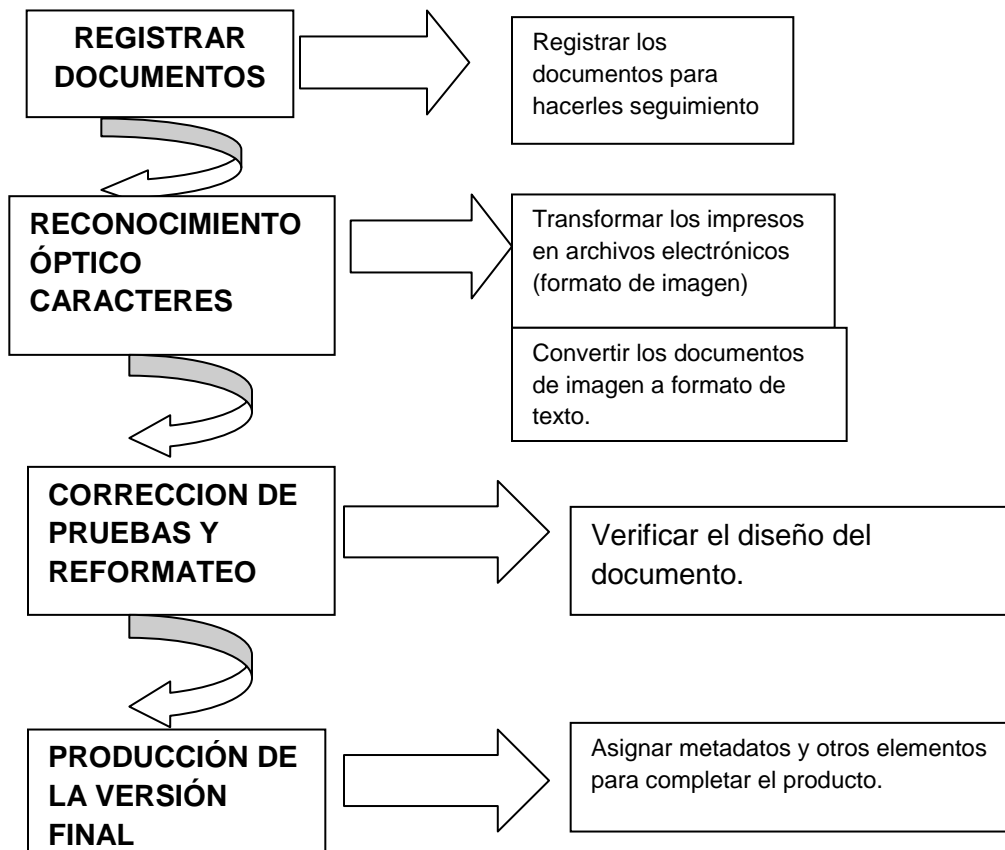 REGISTRAR
DOCUMENTOS
Registrar los
documentos para
hacerles seguimiento
RECONOCIMIENTO
ÓPTICO
CARACTERES
Transformar los impresos
en archivos electrónicos
(formato de imagen)
Convertir los documentos
de imagen a formato de
texto.
CORRECCION DE
PRUEBAS Y
REFORMATEO
Verificar el diseño del
documento.
PRODUCCIÓN DE
LA VERSIÓN
FINAL
Asignar metadatos y otros elementos
para completar el producto.